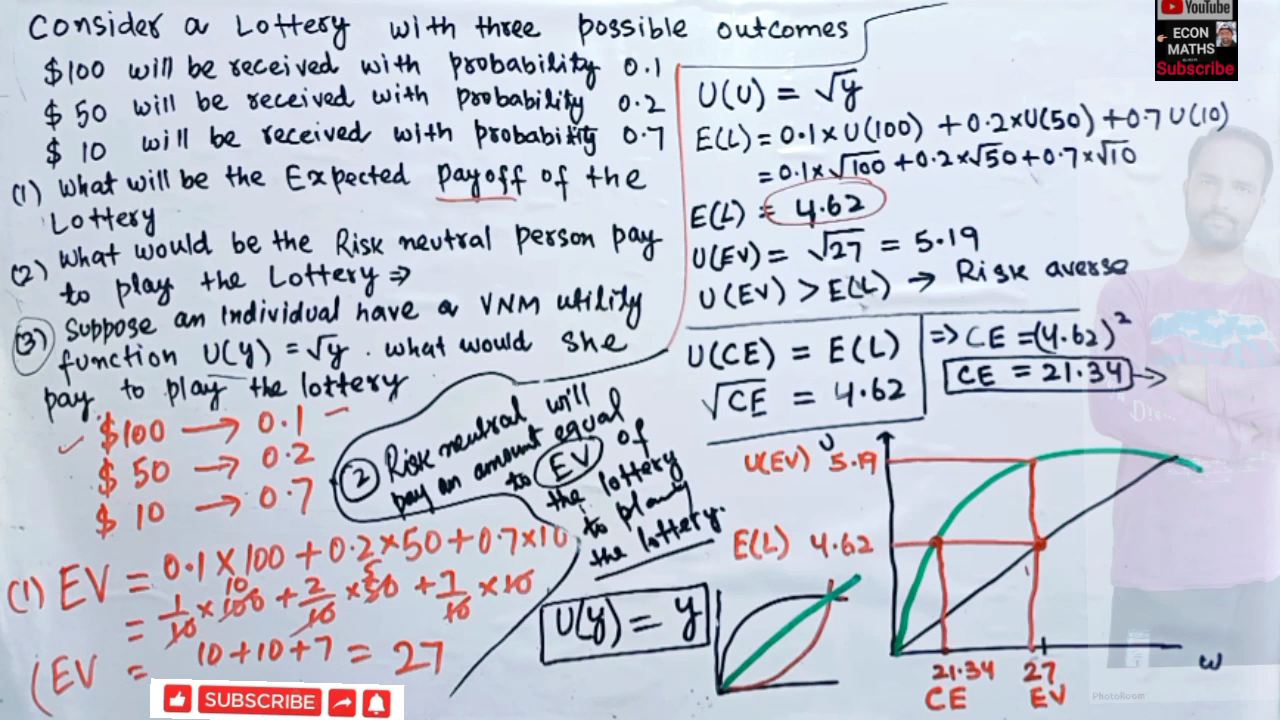 Consider a Lottery with three possible outcomes
$100 will be received with probability 0.1
$ 50 will be received with probability 0.2
$ 10 will be received with probability 0.7
(1) What will be the Expected payoff of the
Lottery
(2) What would be the Risk neutral person pay
to play the Lottery ⇒
(3) Suppose an individual have a VNM utility
function U(y) = √y . what would she
pay to play the lottery
$100 → 0.1
$ 50 → 0.2
$ 10 → 0.7
(1) EV = 0.1×100 + 0.2×50 + 0.7×10
= 1/10 × 100 10 + 2/10 × 50 5 + 7/10 × 10
(EV = 10+10+7 = 27
(2) Risk neutral will
pay an amount equal
to EV of
the lottery
to play
the lottery.
U(y) = y
U(U) = √y
E(L) = 0.1×U(100) + 0.2×U(50) + 0.7 U(10)
= 0.1×√100 + 0.2×√50 + 0.7×√10
E(L) = 4.62
U(EV) = √27 = 5.19
U(EV) > E(L) → Risk averse
U(CE) = E(L)
√CE = 4.62
⇒ CE = (4.62)²
CE = 21.34 →
U
U(EV) 5.19
E(L) 4.62
21.34 27
CE EV
ω
YouTube
ECON
MATHS
Subscribe
SUBSCRIBE
PhotoRoom